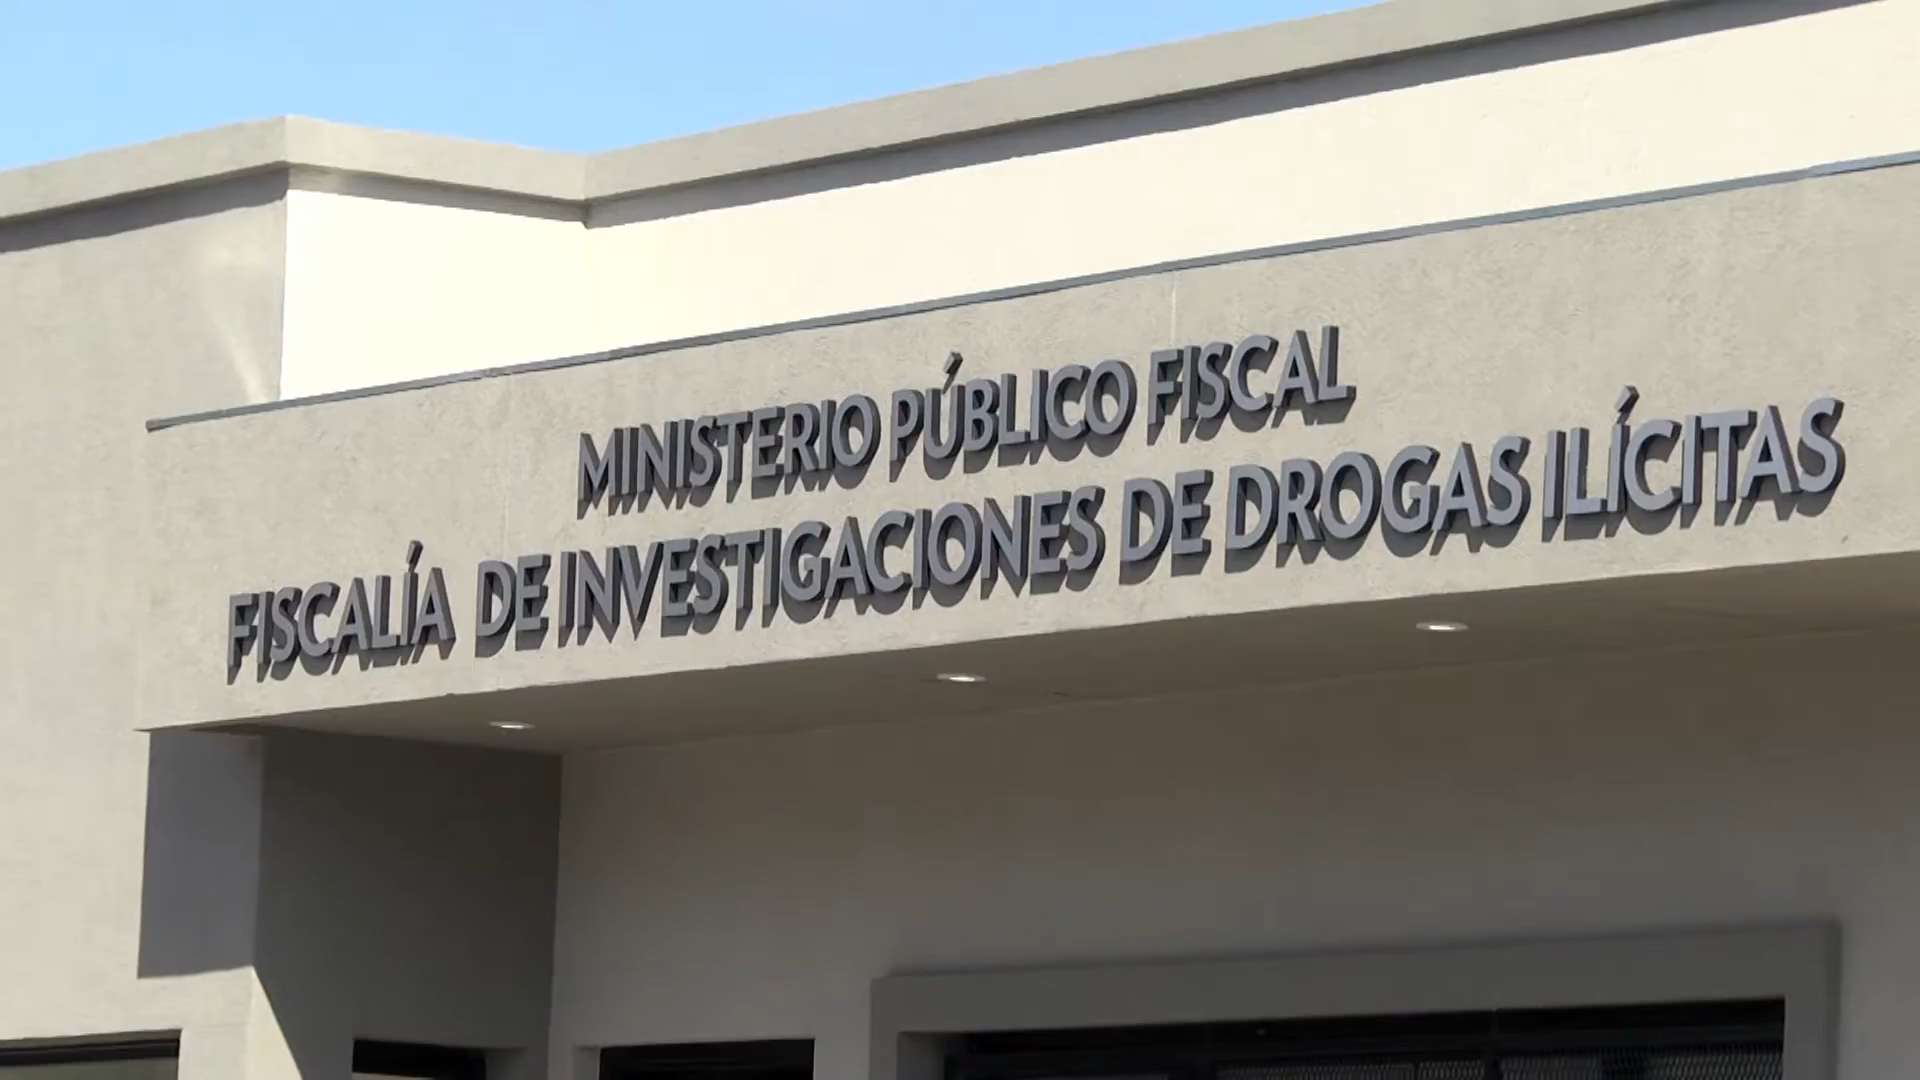 MINISTERIO PÚBLICO FISCAL
FISCALÍA DE INVESTIGACIONES DE DROGAS ILÍCITAS